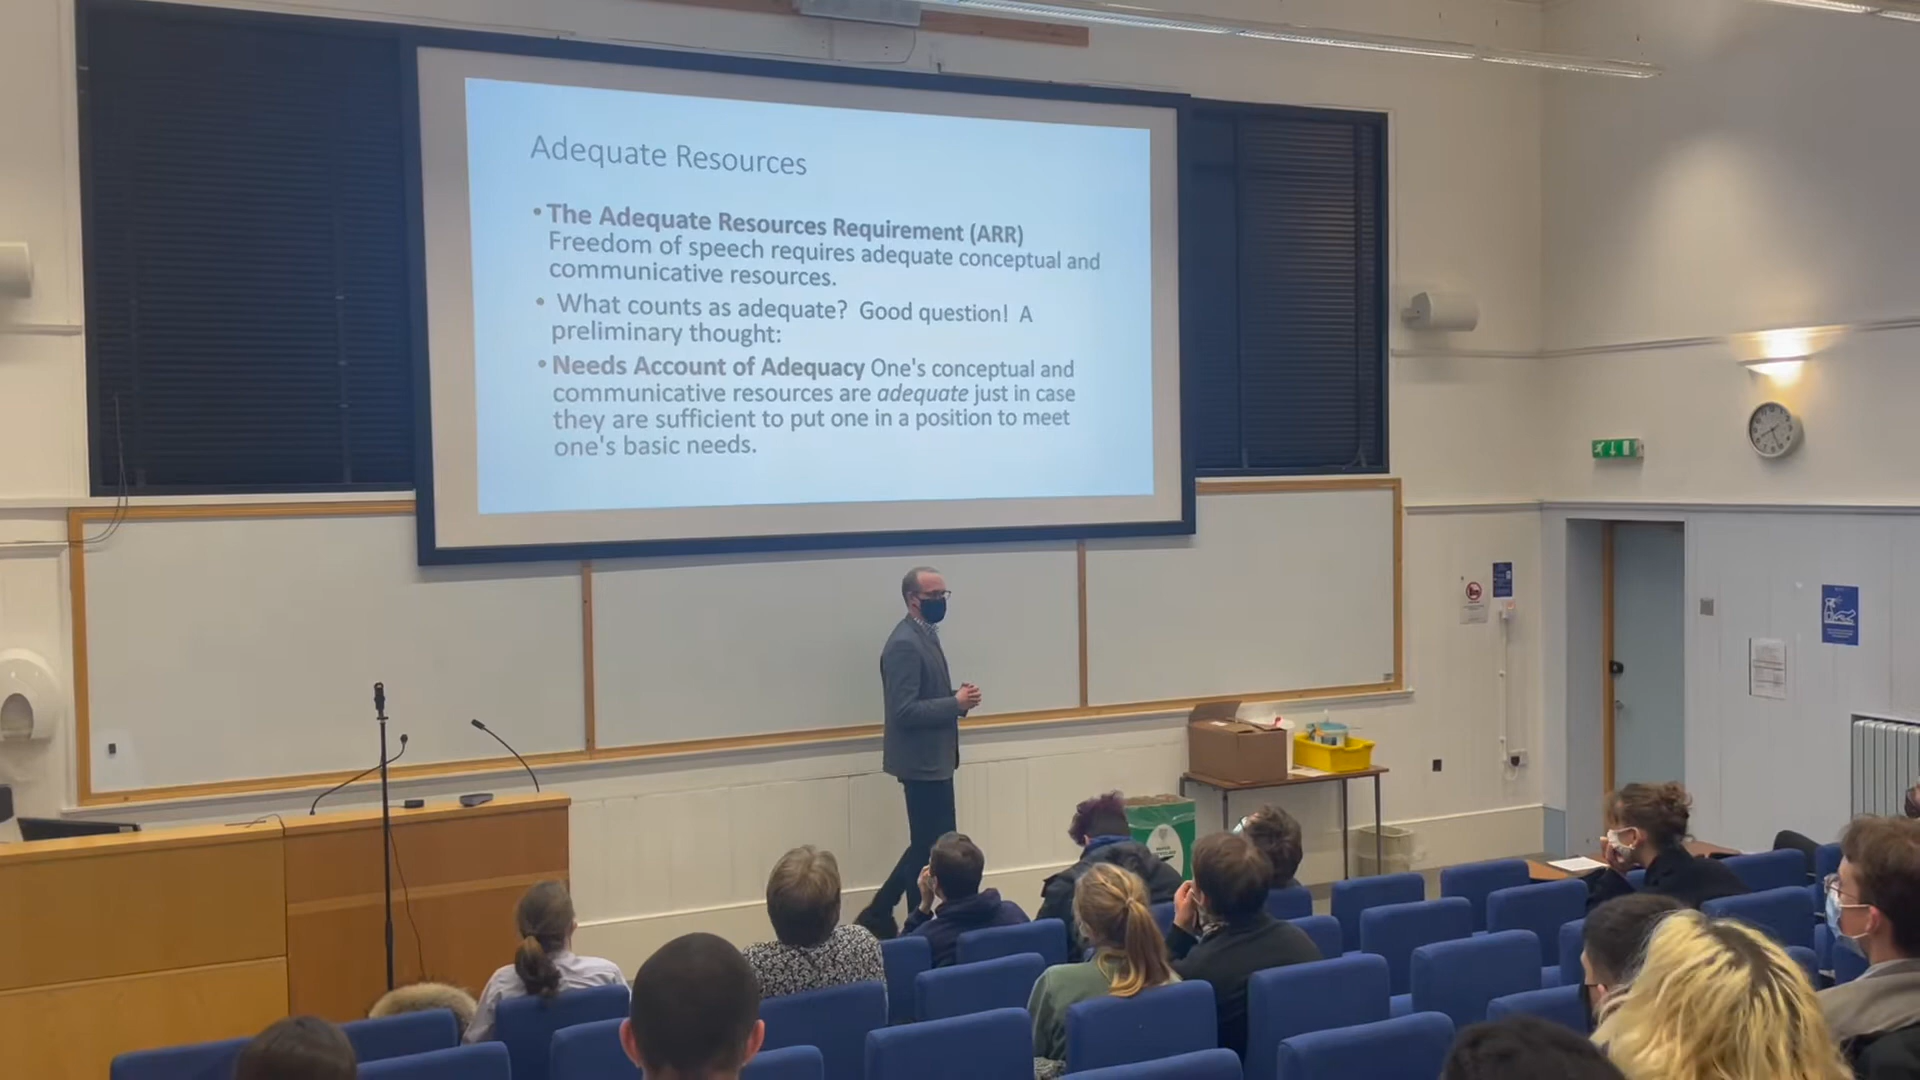 Adequate Resources
• The Adequate Resources Requirement (ARR)
Freedom of speech requires adequate conceptual and
communicative resources.
• What counts as adequate? Good question! A
preliminary thought:
• Needs Account of Adequacy One's conceptual and
communicative resources are adequate just in case
they are sufficient to put one in a position to meet
one's basic needs.